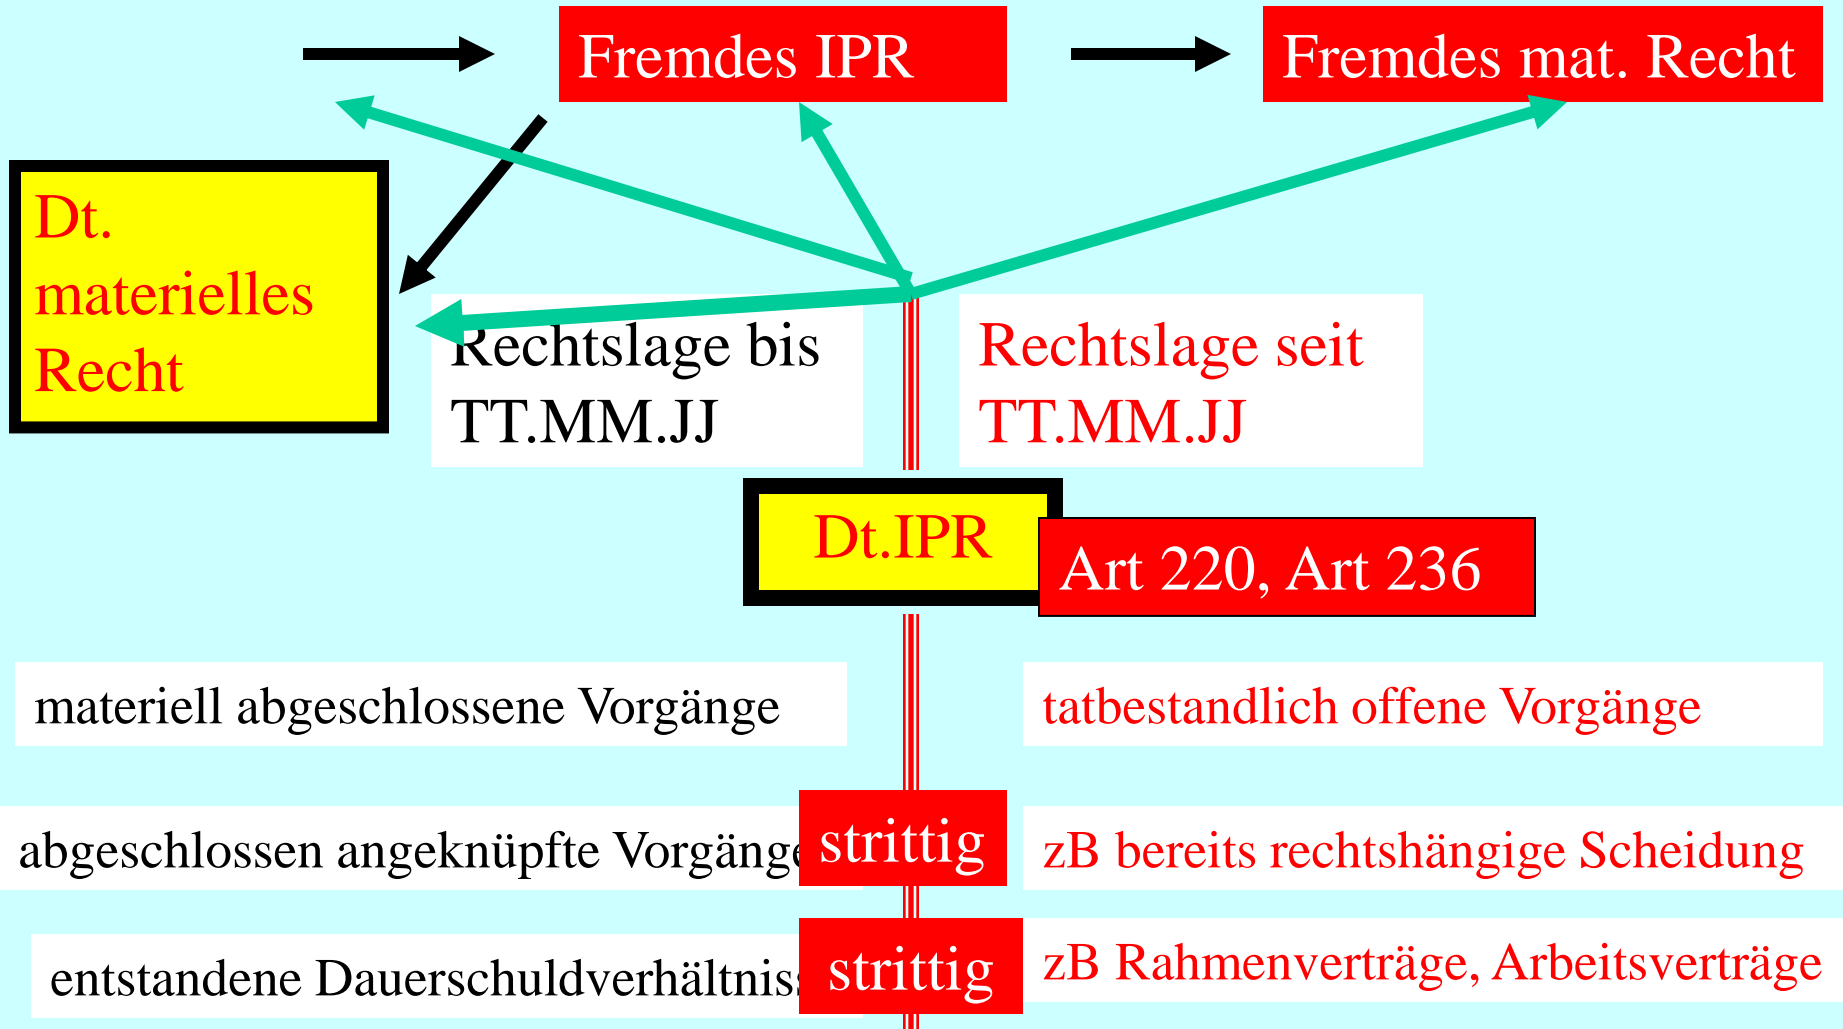 Fremdes IPR
Fremdes mat. Recht
Dt.
materielles
Recht
Rechtslage bis
TT.MM.JJ
Rechtslage seit
TT.MM.JJ
Dt.IPR
Art 220, Art 236
materiell abgeschlossene Vorgänge
tatbestandlich offene Vorgänge
abgeschlossen angeknüpfte Vorgänge
strittig
zB bereits rechtshängige Scheidung
entstandene Dauerschuldverhältniss
strittig
zB Rahmenverträge, Arbeitsverträge